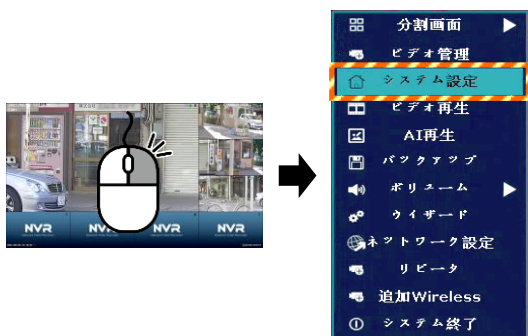 NVR
NVR
NVR
NVR
分割画面
ビデオ管理
システム設定
ビデオ再生
AI再生
バックアップ
ボリューム
ウィザード
ネットワーク設定
リピータ
追加Wireless
システム終了